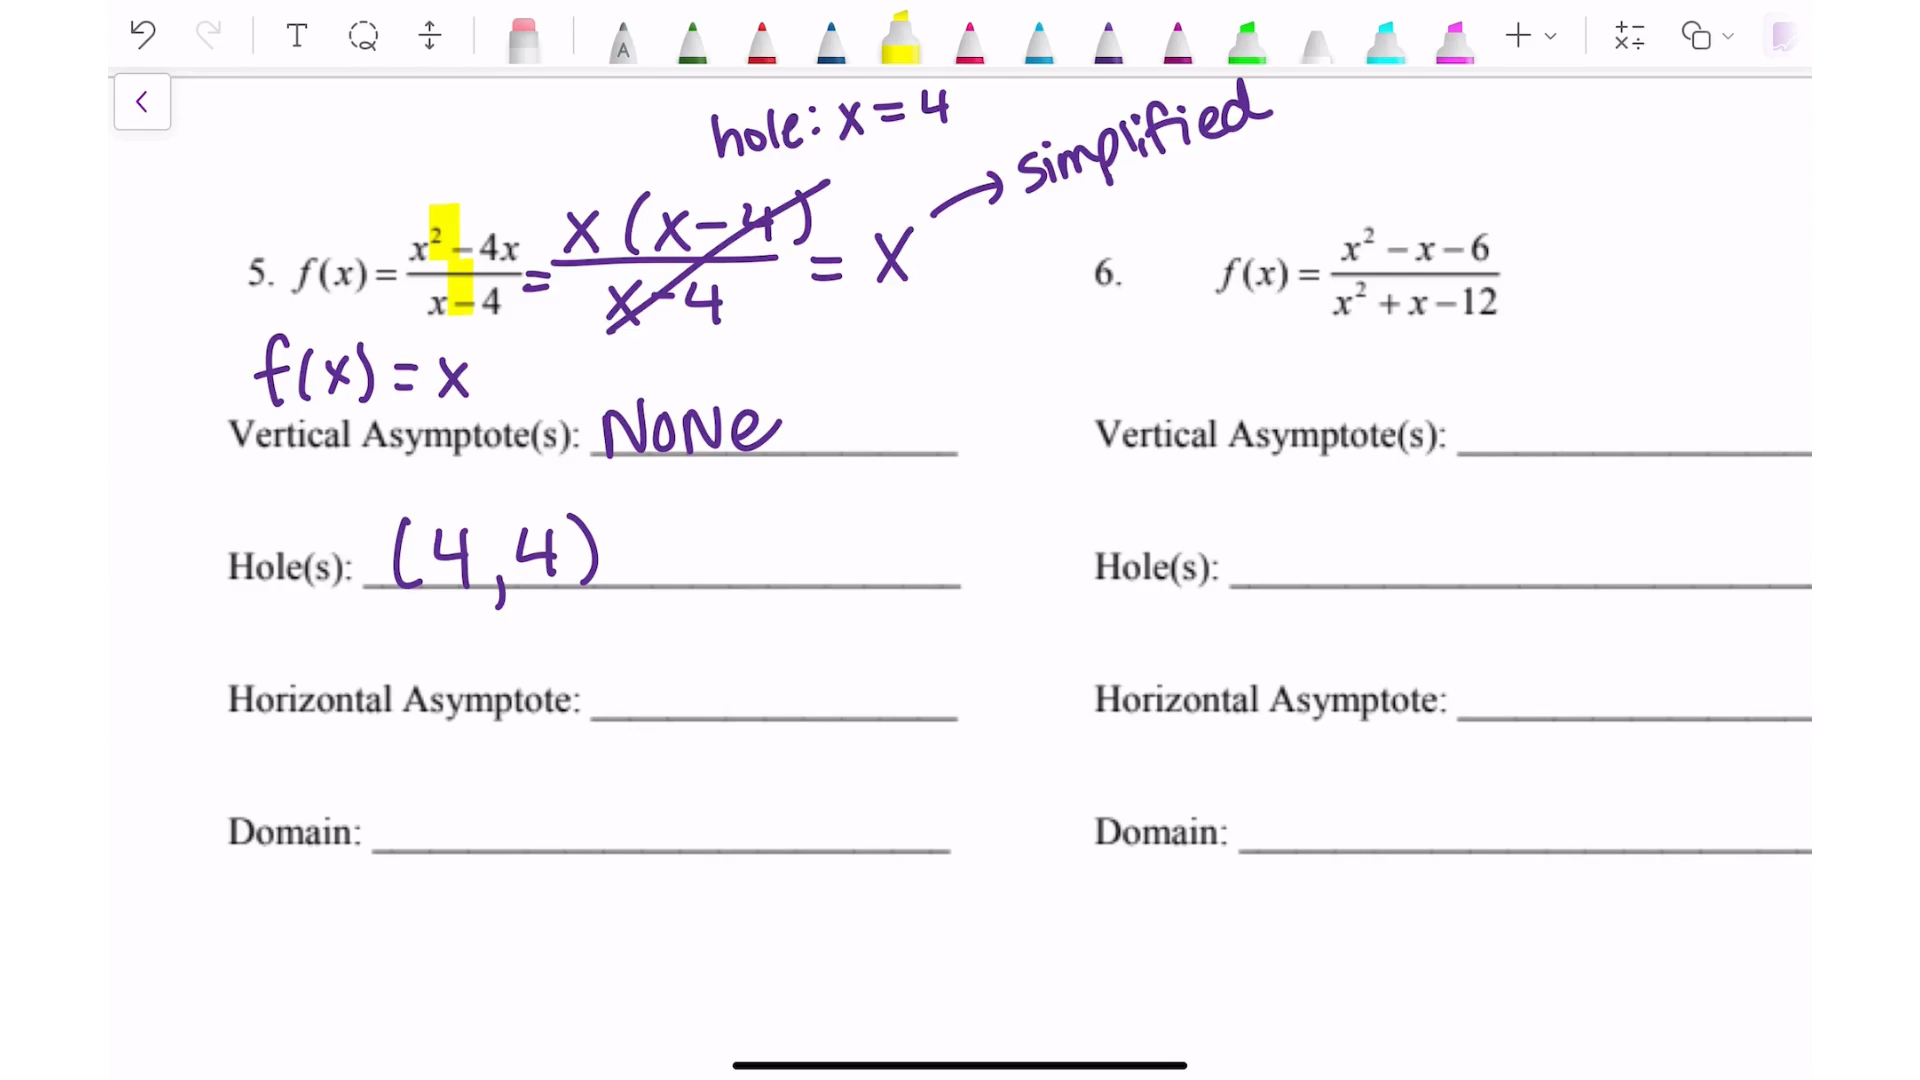 hole: x = 4
simplified
5. f(x) = x² - 4x / x - 4 = x(x-4) / x-4 = x
f(x) = x
Vertical Asymptote(s): NoNe
Hole(s): (4,4)
Horizontal Asymptote:
Domain:
6. f(x) = x² - x - 6 / x² + x - 12
Vertical Asymptote(s):
Hole(s):
Horizontal Asymptote:
Domain: